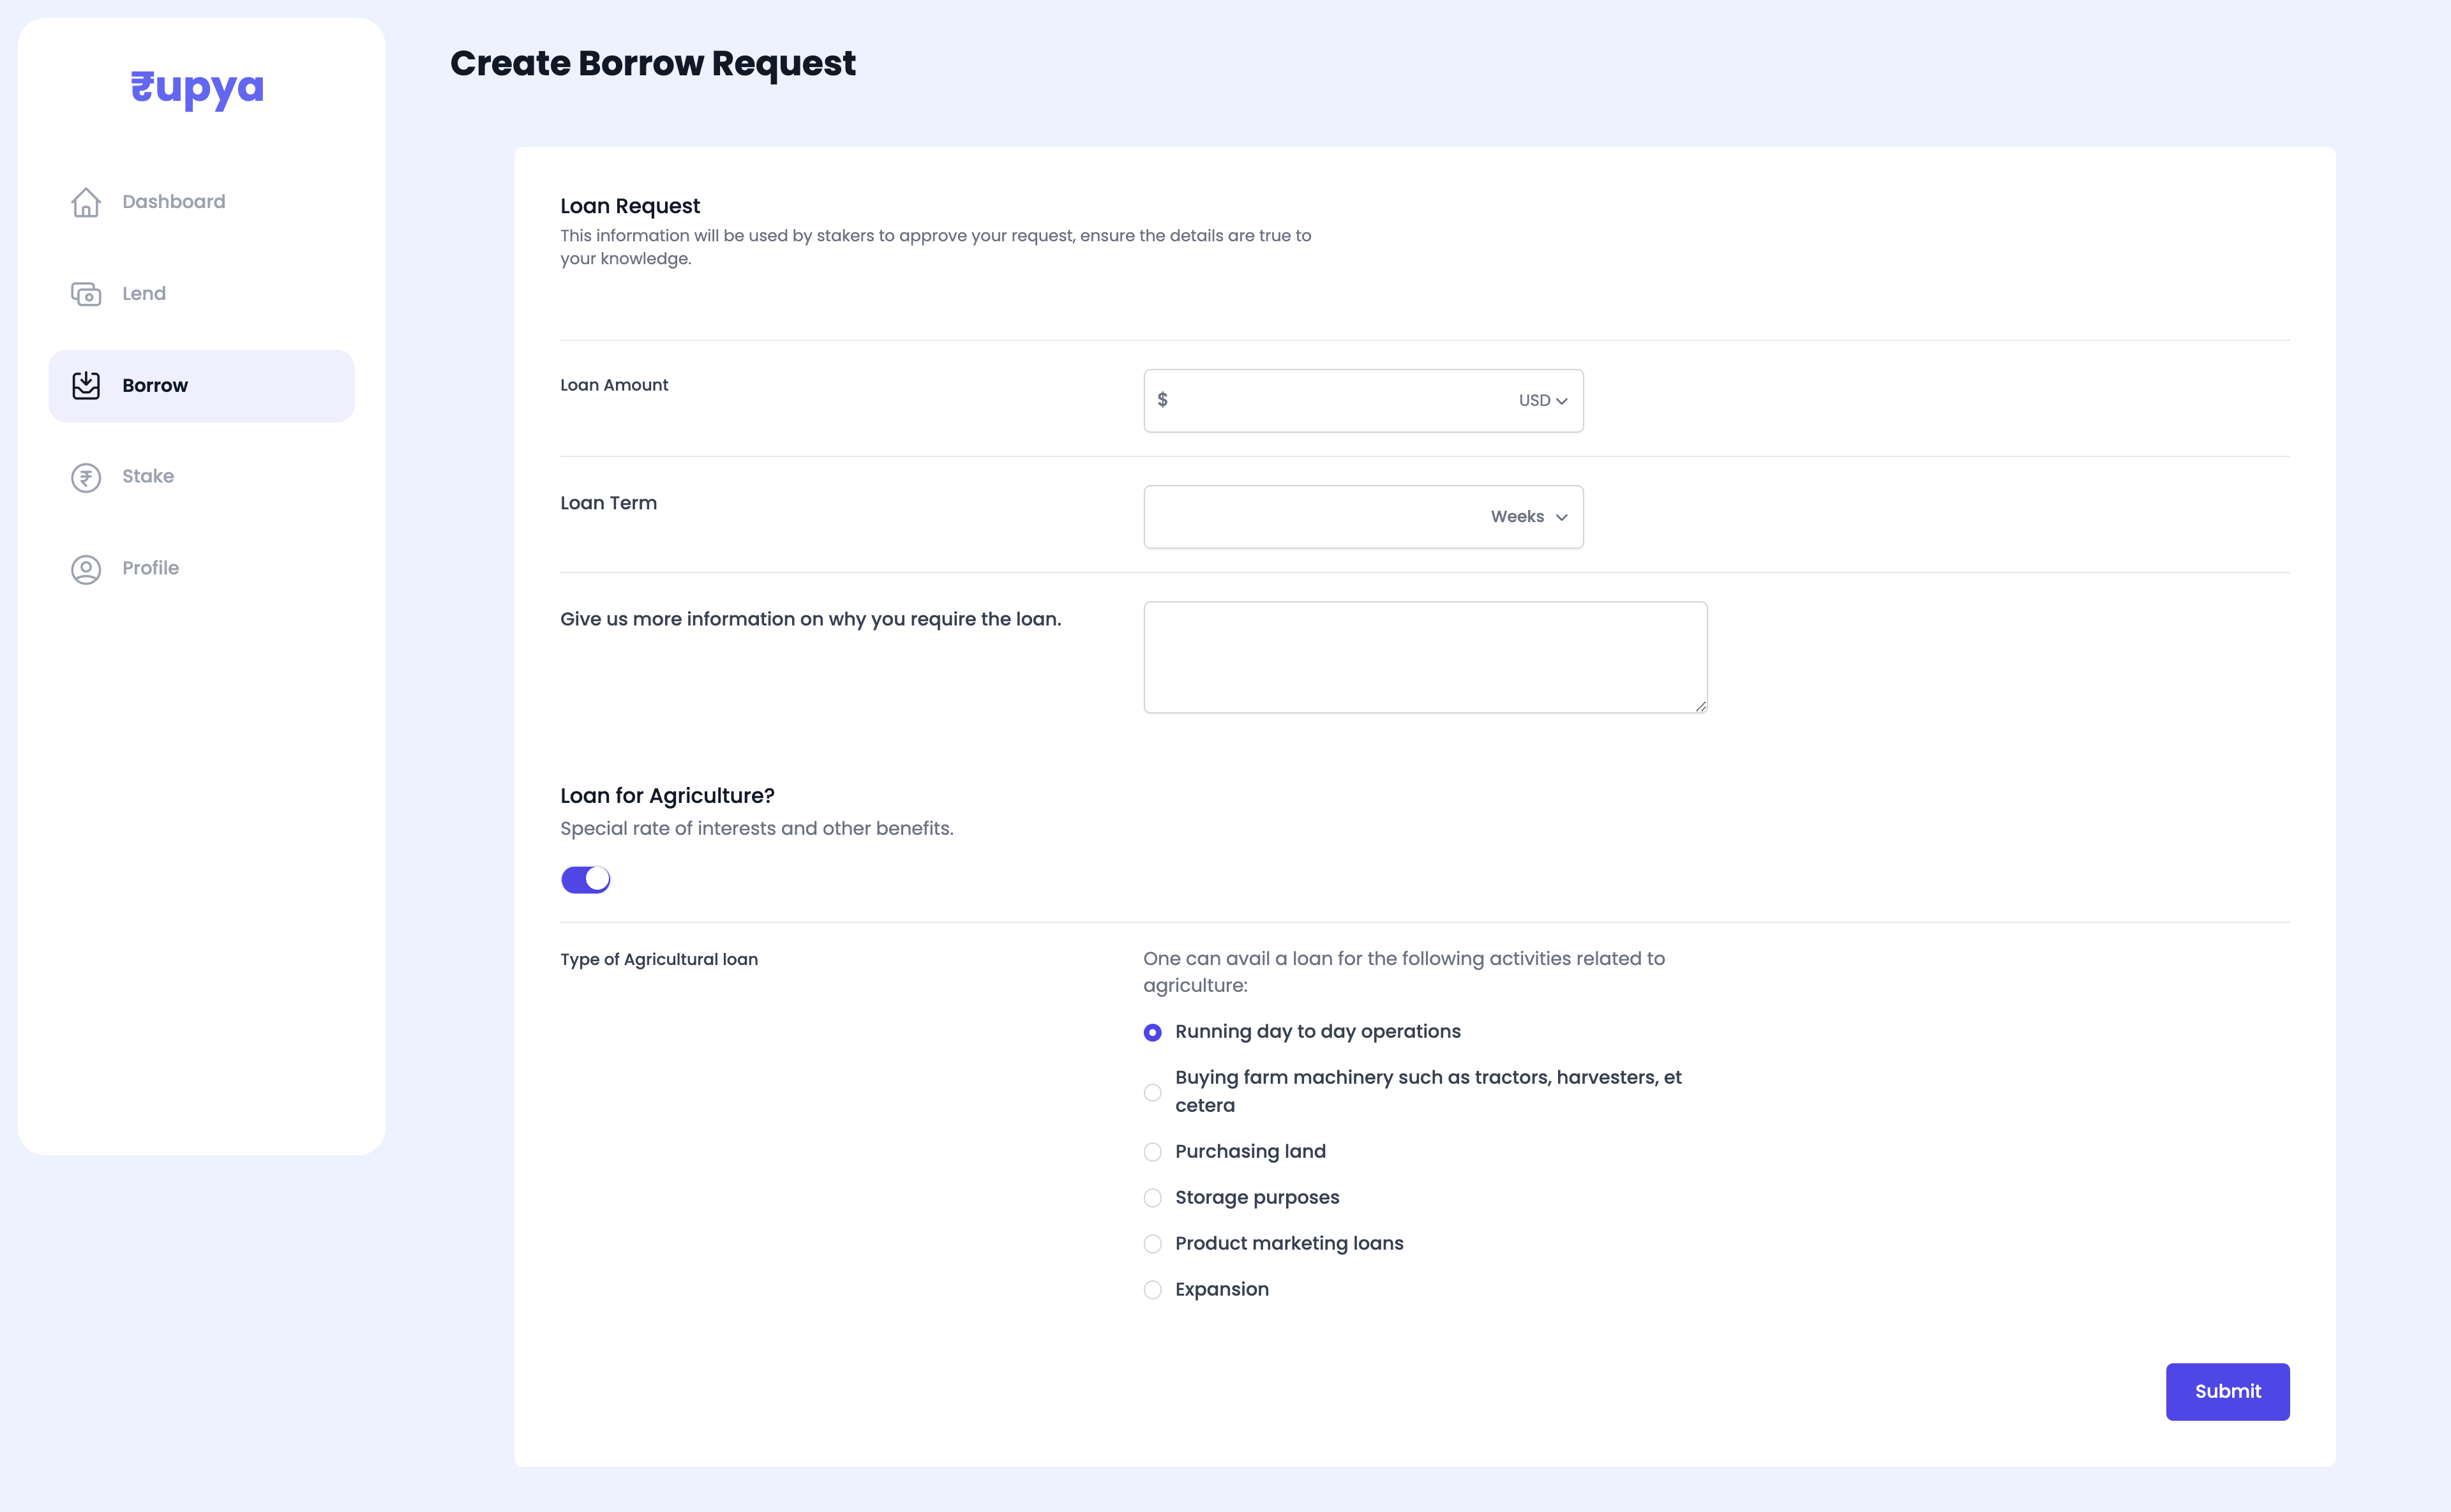 ₹upya
Dashboard
Lend
Borrow
Stake
Profile
Create Borrow Request
Loan Request
This information will be used by stakers to approve your request, ensure the details are true to
your knowledge.
Loan Amount
$
USD
Loan Term
Weeks
Give us more information on why you require the loan.
Loan for Agriculture?
Special rate of interests and other benefits.
Type of Agricultural loan
One can avail a loan for the following activities related to
agriculture:
Running day to day operations
Buying farm machinery such as tractors, harvesters, et
cetera
Purchasing land
Storage purposes
Product marketing loans
Expansion
Submit